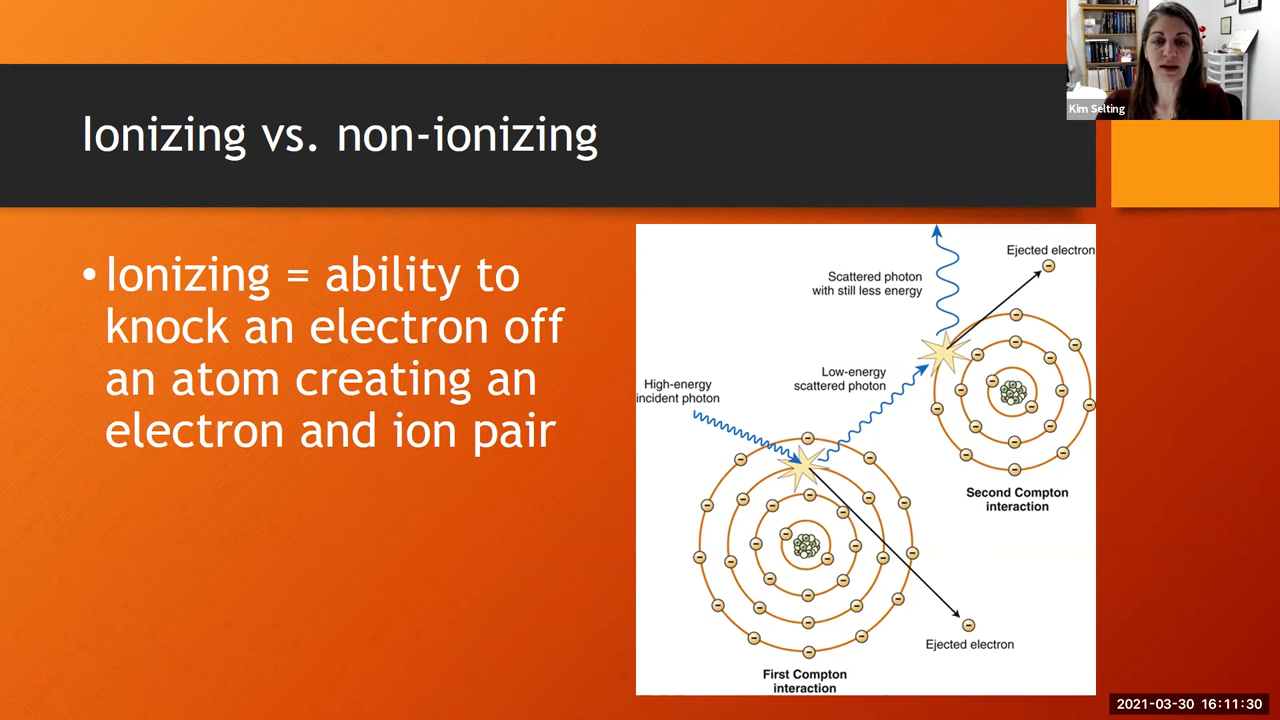 Kim Selting
Ionizing vs. non-ionizing
•Ionizing = ability to
knock an electron off
an atom creating an
electron and ion pair
Ejected electron
Scattered photon
with still less energy
Low-energy
scattered photon
High-energy
incident photon
Second Compton
interaction
Ejected electron
First Compton
interaction
2021-03-30 16:11:30